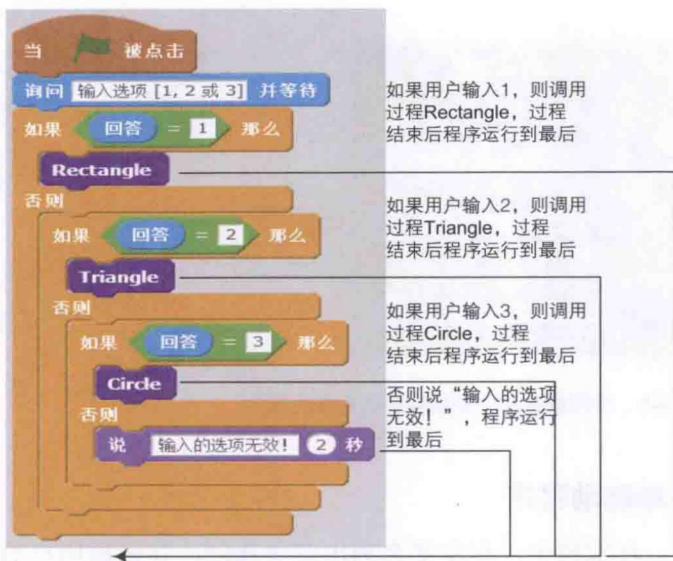 当 被点击
询问 输入选项 [1, 2 或 3] 并等待
如果 回答 = 1 那么
Rectangle
否则
如果 回答 = 2 那么
Triangle
否则
如果 回答 = 3 那么
Circle
否则
说 输入的选项无效! 2 秒
如果用户输入1，则调用
过程Rectangle，过程
结束后程序运行到最后
如果用户输入2，则调用
过程Triangle，过程
结束后程序运行到最后
如果用户输入3，则调用
过程Circle，过程
结束后程序运行到最后
否则说“输入的选项
无效！”，程序运行
到最后